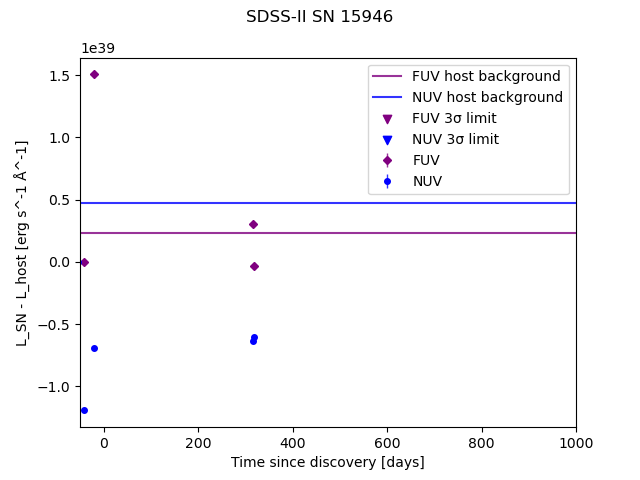 SDSS-II SN 15946
1e39
FUV host background
NUV host background
FUV 3σ limit
NUV 3σ limit
FUV
NUV
1.5
1.0
0.5
0.0
−0.5
−1.0
L_SN - L_host [erg s^-1 Å^-1]
0 200 400 600 800 1000
Time since discovery [days]